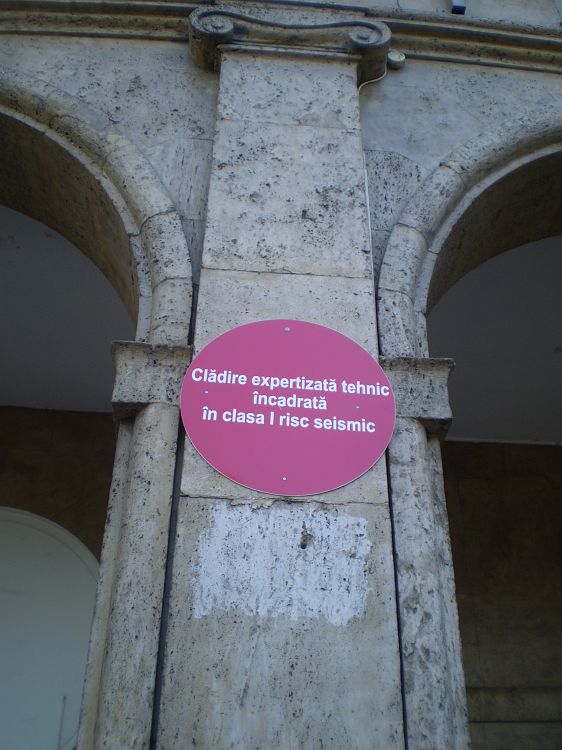 Clădire expertizată tehnic
încadrată
în clasa I risc seismic